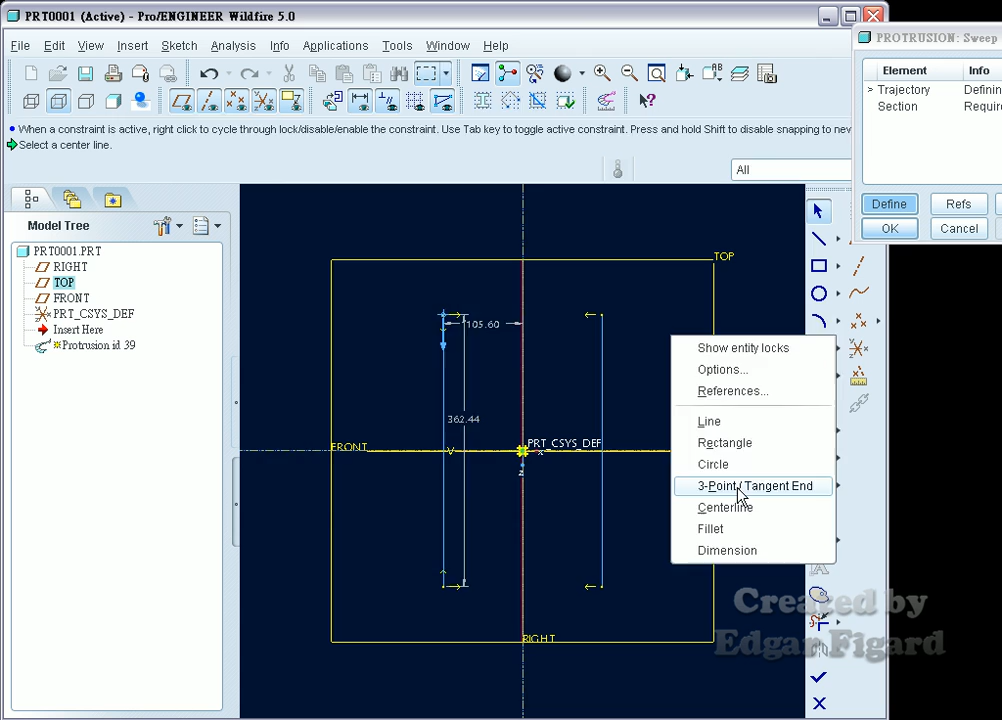 PRT0001 (Active) - Pro/ENGINEER Wildfire 5.0
File Edit View Insert Sketch Analysis Info Applications Tools Window Help
When a constraint is active, right click to cycle through lock/disable/enable the constraint. Use Tab key to toggle active constraint. Press and hold Shift to disable snapping to nev
Select a center line.
All
PROTRUSION: Sweep
Element Info
> Trajectory Definin
Section Require
Define Refs
OK Cancel
Model Tree
PRT0001.PRT
RIGHT
TOP
FRONT
PRT_CSYS_DEF
Insert Here
Protrusion id 39
TOP
105.60
362.44
FRONT
V
PRT_CSYS_DEF
X
Z
RIGHT
Show entity locks
Options...
References...
Line
Rectangle
Circle
3-Point / Tangent End
Centerline
Fillet
Dimension
Created by
Edgar Figard